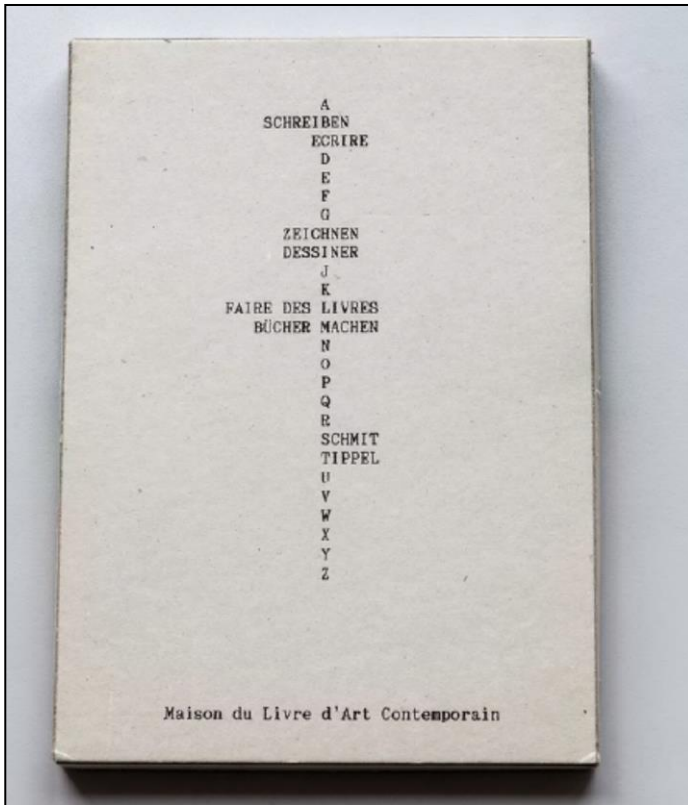 A
SCHREIBEN
ECRIRE
D
E
F
G
ZEICHNEN
DESSINER
J
K
FAIRE DES LIVRES
BÜCHER MACHEN
N
O
P
Q
R
SCHMIT
TIPPEL
U
V
W
X
Y
Z
Maison du Livre d'Art Contemporain